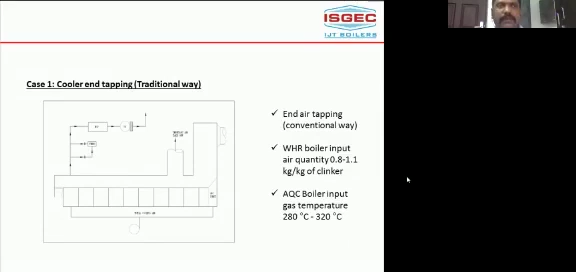 ISGEC
IJT BOILERS
Case 1: Cooler end tapping (Traditional way)
✓ End air tapping
(conventional way)
✓ WHR boiler input
air quantity 0.8-1.1
kg/kg of clinker
✓ AQC Boiler input
gas temperature
280 °C - 320 °C